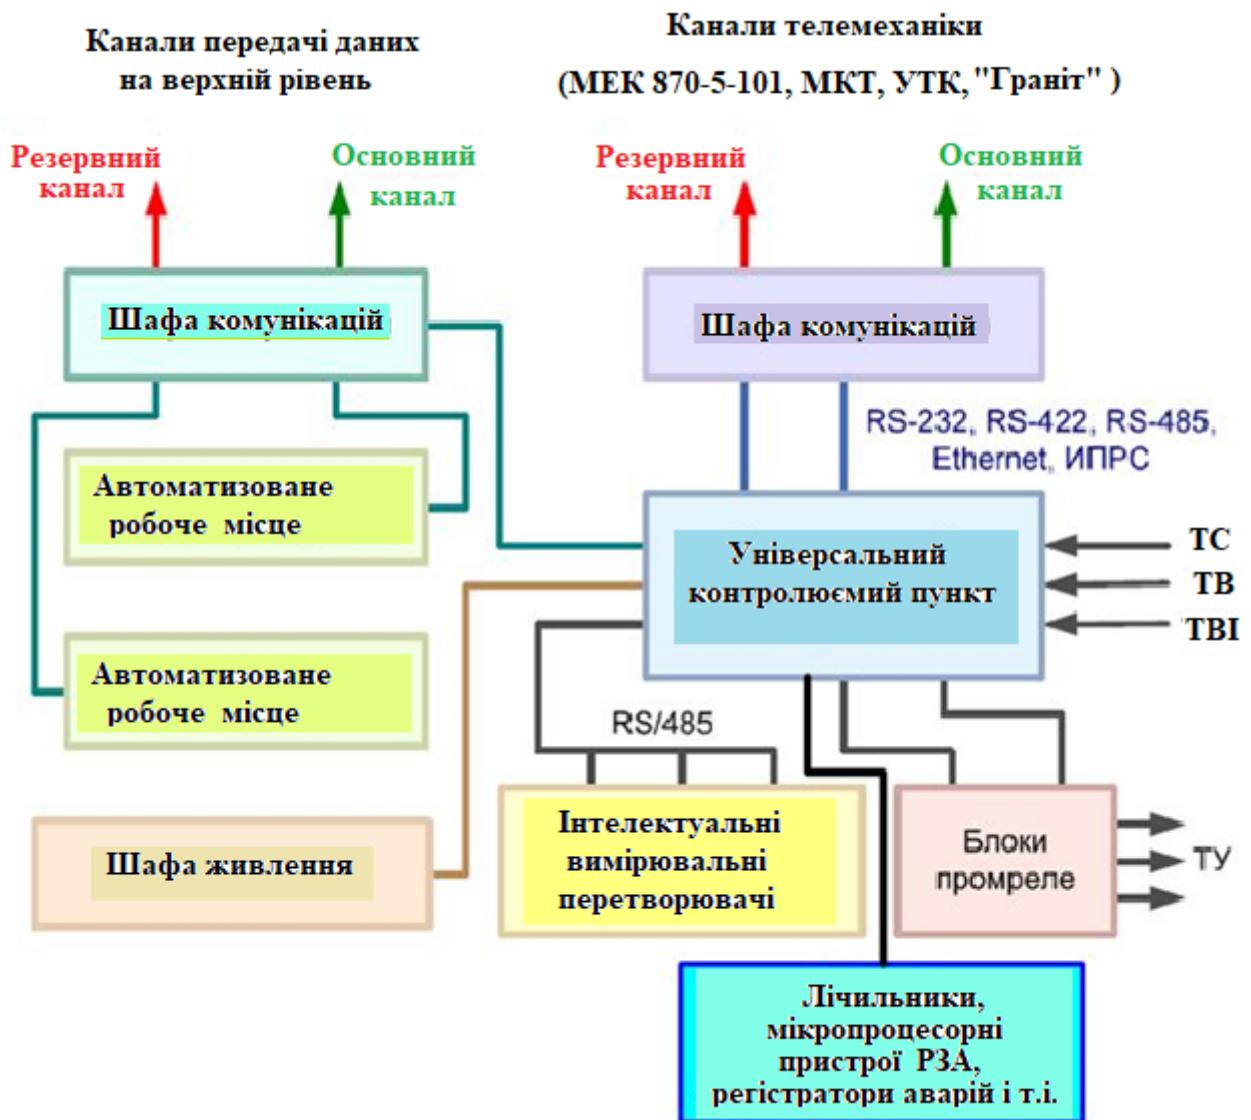 Канали передачі даних
на верхній рівень
Канали телемеханіки
(МЕК 870-5-101, МКТ, УТК, "Граніт" )
Резервний
канал
Основний
канал
Резервний
канал
Основний
канал
Шафа комунікацій
Шафа комунікацій
RS-232, RS-422, RS-485,
Ethernet, ИПРС
Автоматизоване
робоче місце
Універсальний
контролюємий пункт
ТС
ТВ
ТВІ
Автоматизоване
робоче місце
RS/485
Шафа живлення
Інтелектуальні
вимірювальні
перетворювачі
Блоки
промреле
ТУ
Лічильники,
мікропроцесорні
пристрої РЗА,
регістратори аварій і т.і.